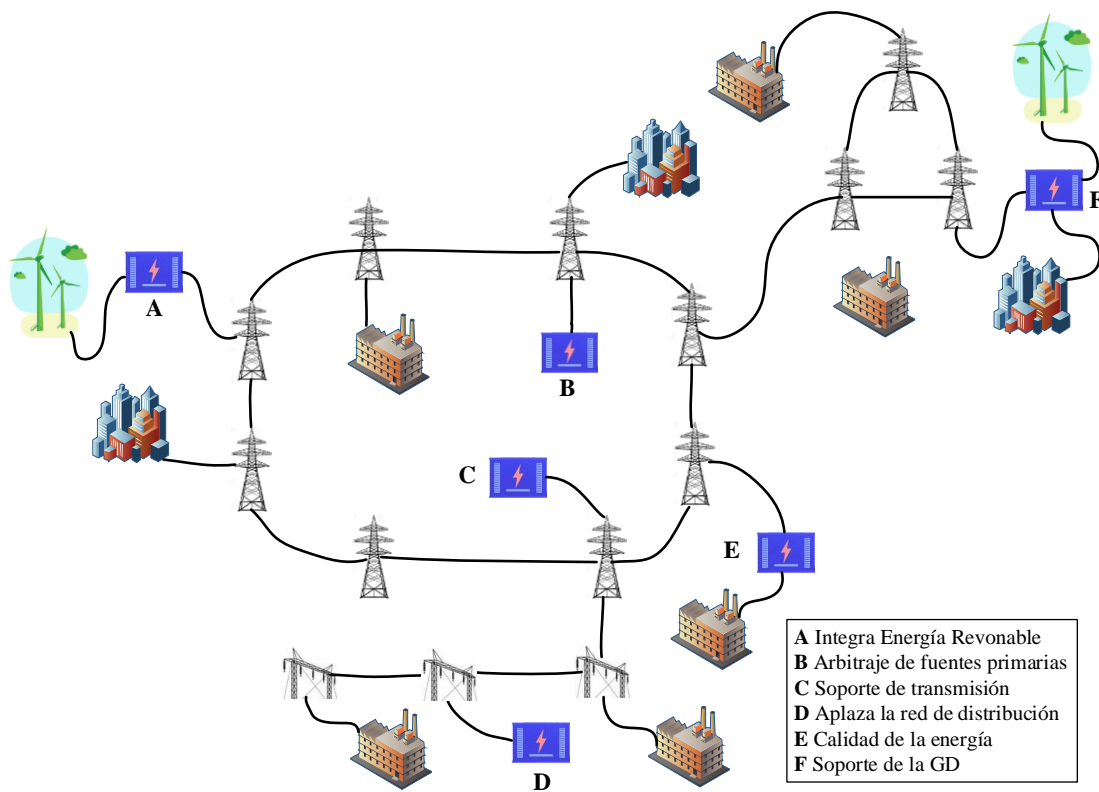 F
A
B
C
E
D
A Integra Energía Revonable
B Arbitraje de fuentes primarias
C Soporte de transmisión
D Aplaza la red de distribución
E Calidad de la energía
F Soporte de la GD